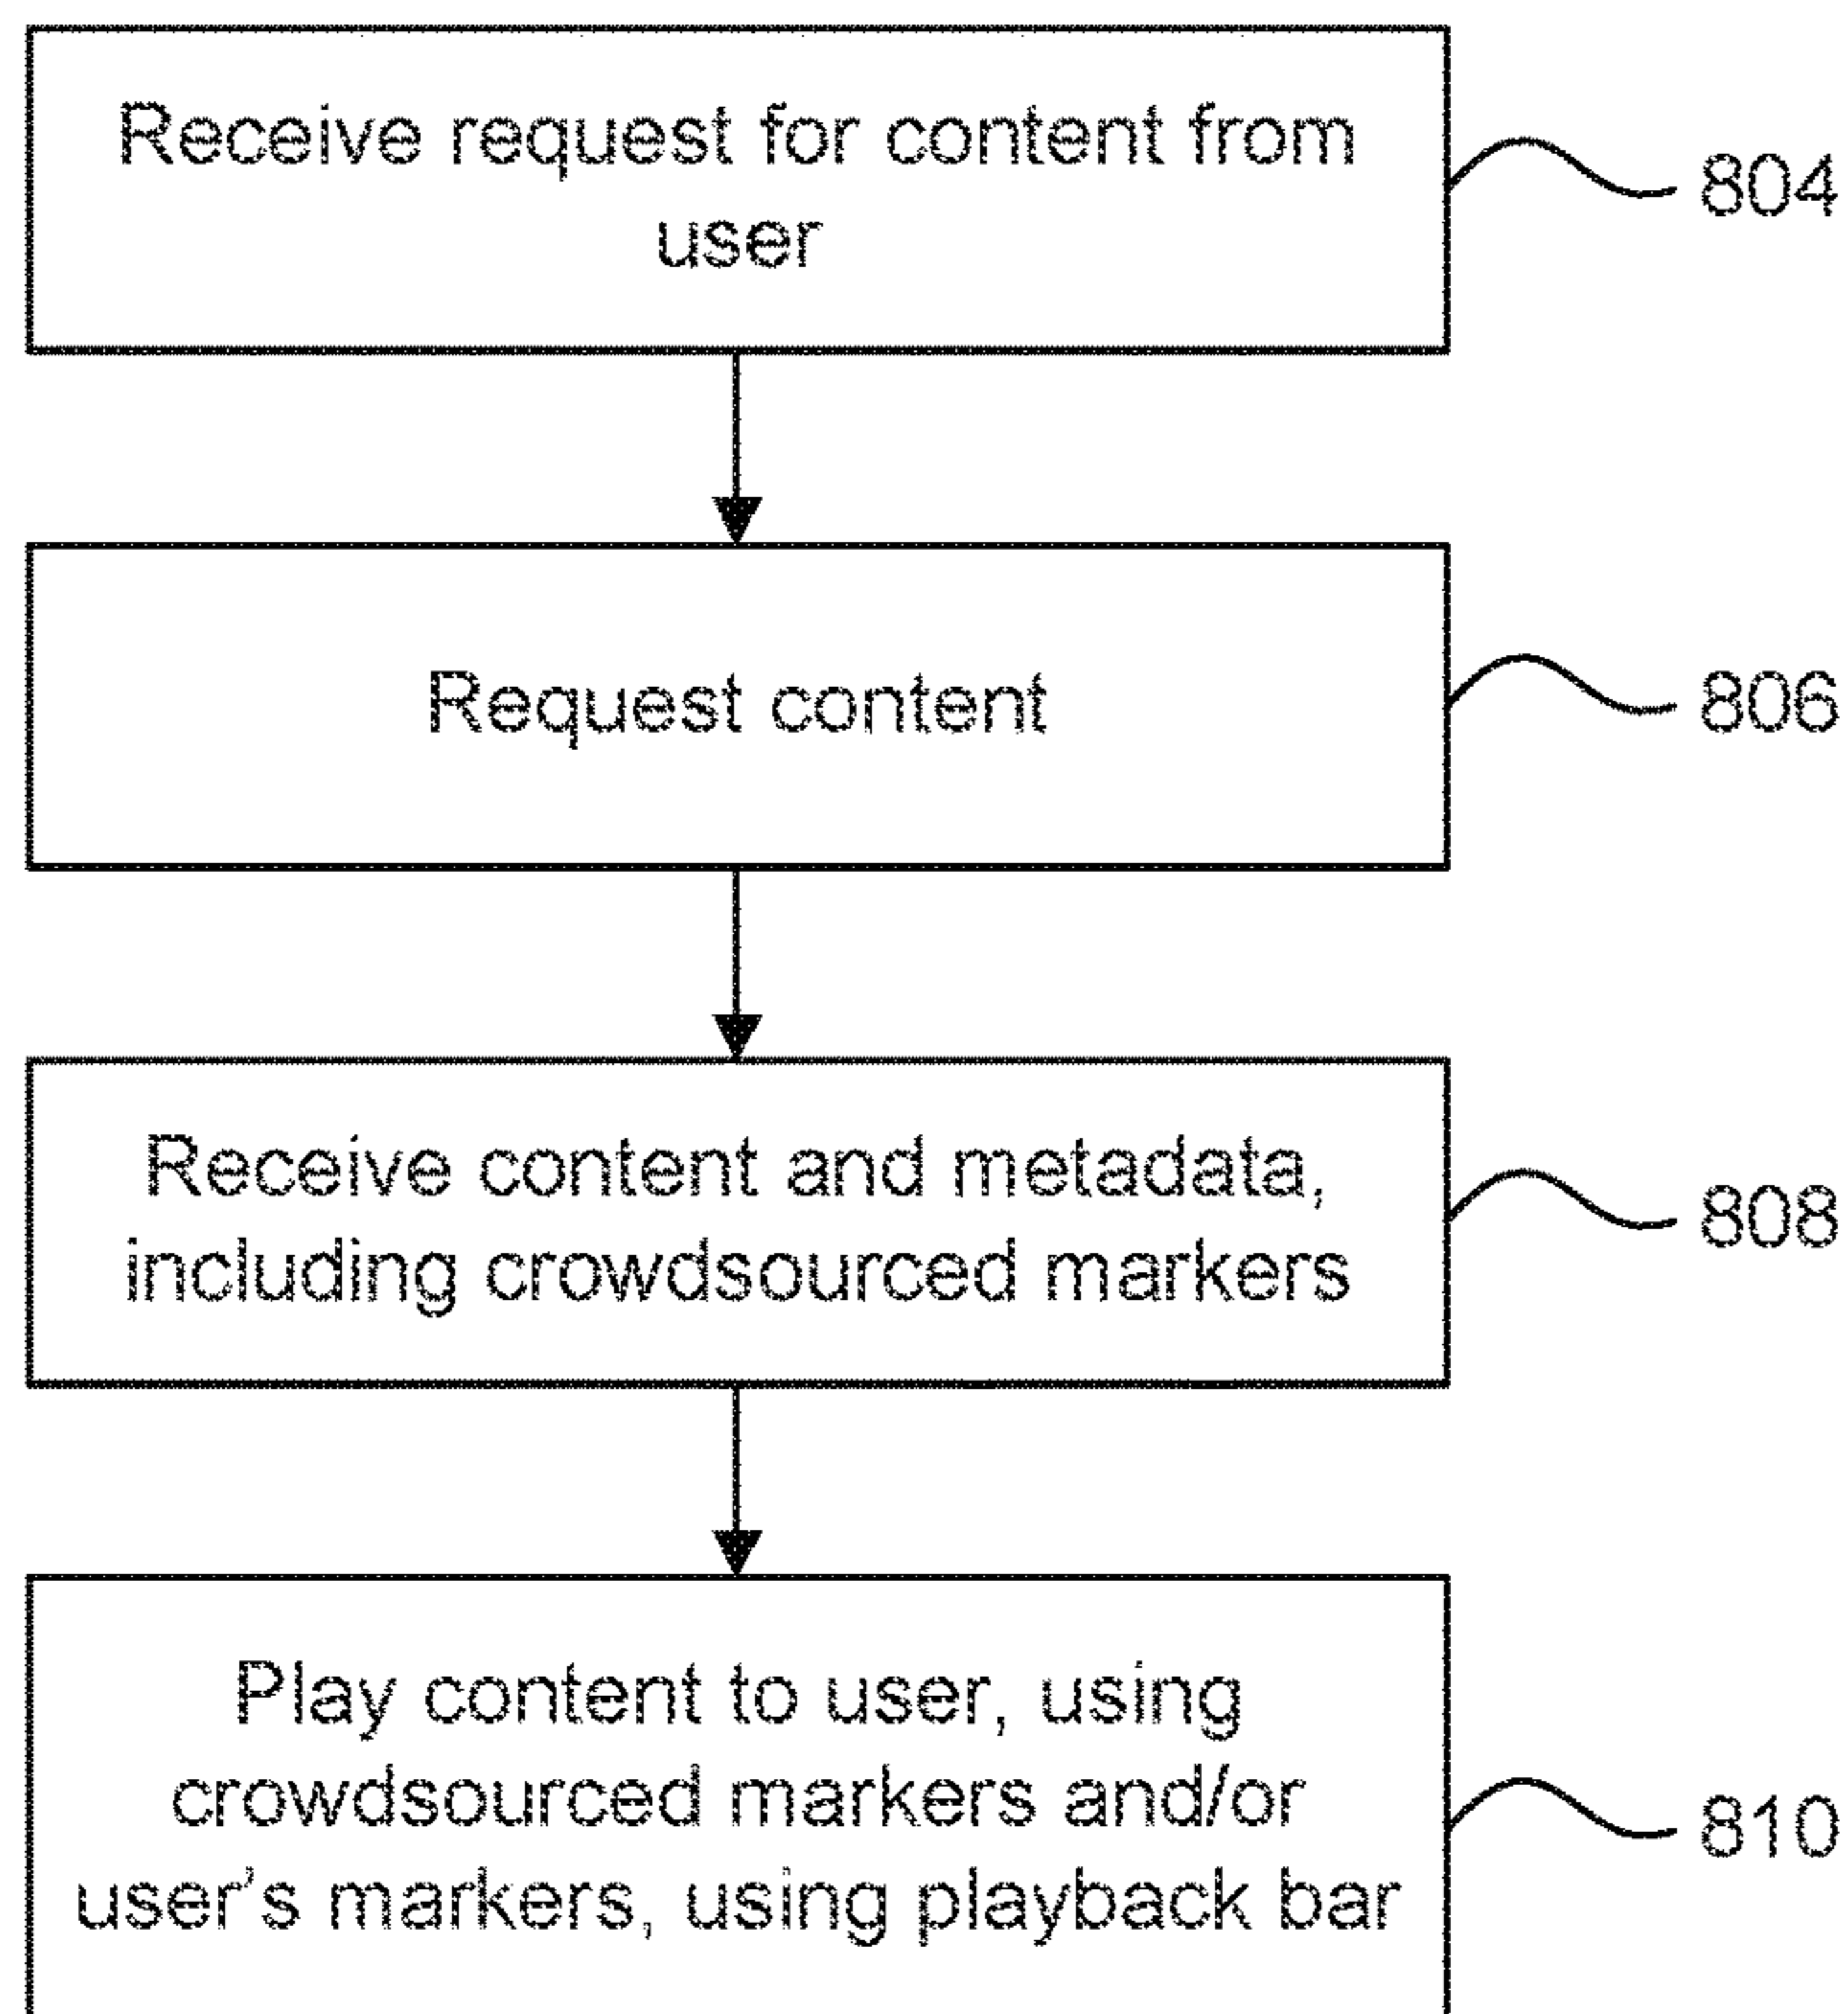 Receive request for content from
user
804
Request content
806
Receive content and metadata,
including crowdsourced markers
808
Play content to user, using
crowdsourced markers and/or
user's markers, using playback bar
810